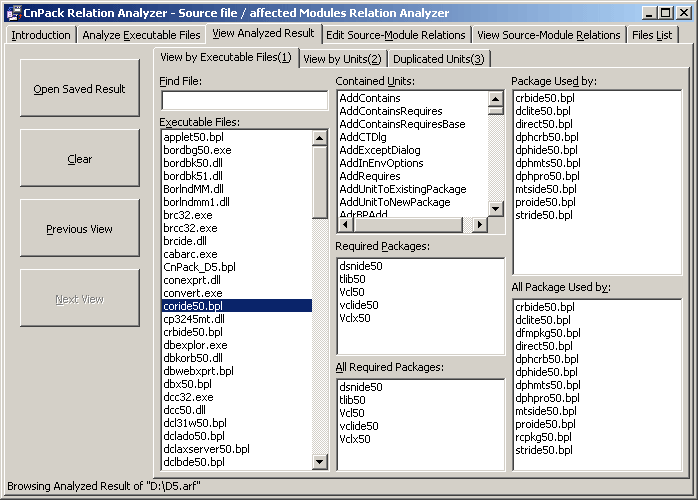 CnPack Relation Analyzer - Source file / affected Modules Relation Analyzer
Introduction
Analyze Executable Files
View Analyzed Result
Edit Source-Module Relations
View Source-Module Relations
Files List
Open Saved Result
Clear
Previous View
Next View
View by Executable Files(1)
View by Units(2)
Duplicated Units(3)
Find File:
Executable Files:
applet50.bpl
bordbg50.exe
bordbk50.dll
bordbk51.dll
BorlndMM.dll
borlndmm1.dll
brc32.exe
brcc32.exe
brcide.dll
cabarc.exe
CnPack_D5.bpl
conexprt.dll
convert.exe
coride50.bpl
cp3245mt.dll
crbide50.bpl
dbexplor.exe
dbkorb50.dll
dbwebxprt.bpl
dbx50.bpl
dcc32.exe
dcc50.dll
dcl31w50.bpl
dclado50.bpl
dclaxserver50.bpl
dclbde50.bpl
Contained Units:
AddContains
AddContainsRequires
AddContainsRequiresBase
AddCTDlg
AddExceptDialog
AddInEnvOptions
AddRequires
AddUnitToExistingPackage
AddUnitToNewPackage
AdrBPAdd
Required Packages:
dsnide50
tlib50
Vcl50
vclide50
Vclx50
All Required Packages:
dsnide50
tlib50
Vcl50
vclide50
Vclx50
Package Used by:
crbide50.bpl
dclite50.bpl
direct50.bpl
dphcrb50.bpl
dphide50.bpl
dphmts50.bpl
dphpro50.bpl
mtside50.bpl
proide50.bpl
stride50.bpl
All Package Used by:
crbide50.bpl
dclite50.bpl
dfmpkg50.bpl
direct50.bpl
dphcrb50.bpl
dphide50.bpl
dphmts50.bpl
dphpro50.bpl
mtside50.bpl
proide50.bpl
rcpkg50.bpl
stride50.bpl
Browsing Analyzed Result of "D:\D5.arf"